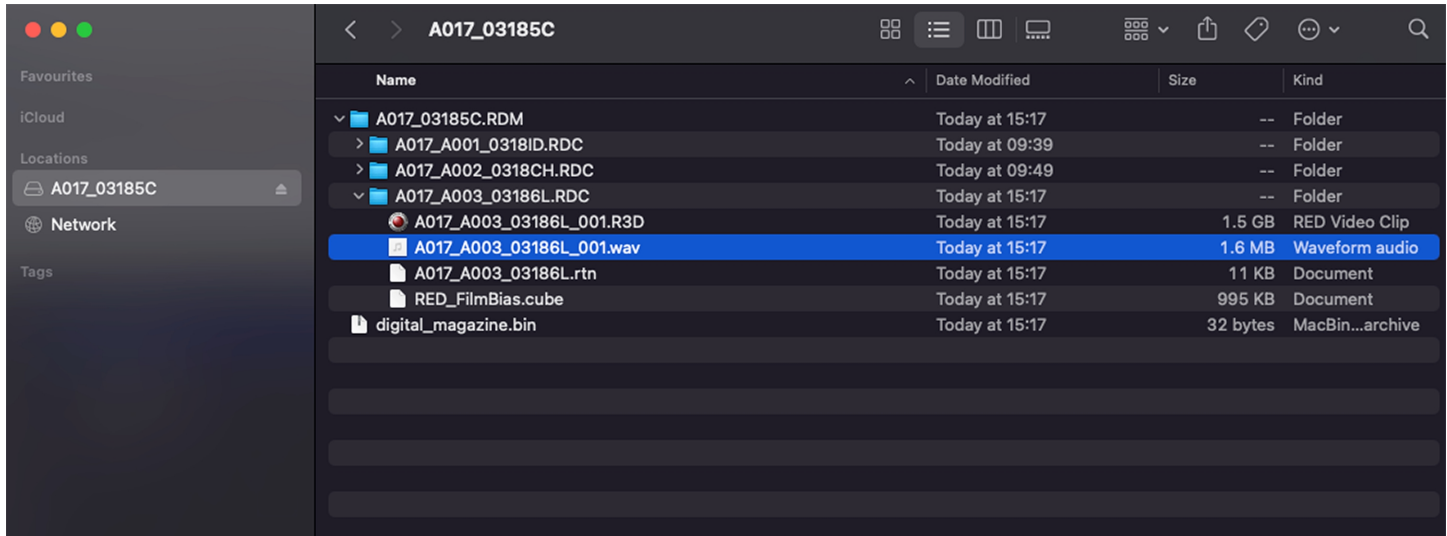 A017_03185C
Favourites
iCloud
Locations
A017_03185C
Network
Tags
Name Date Modified Size Kind
A017_03185C.RDM Today at 15:17 -- Folder
A017_A001_0318ID.RDC Today at 09:39 -- Folder
A017_A002_0318CH.RDC Today at 09:49 -- Folder
A017_A003_03186L.RDC Today at 15:17 -- Folder
A017_A003_03186L_001.R3D Today at 15:17 1.5 GB RED Video Clip
A017_A003_03186L_001.wav Today at 15:17 1.6 MB Waveform audio
A017_A003_03186L.rtn Today at 15:17 11 KB Document
RED_FilmBias.cube Today at 15:17 995 KB Document
digital_magazine.bin Today at 15:17 32 bytes MacBin...archive